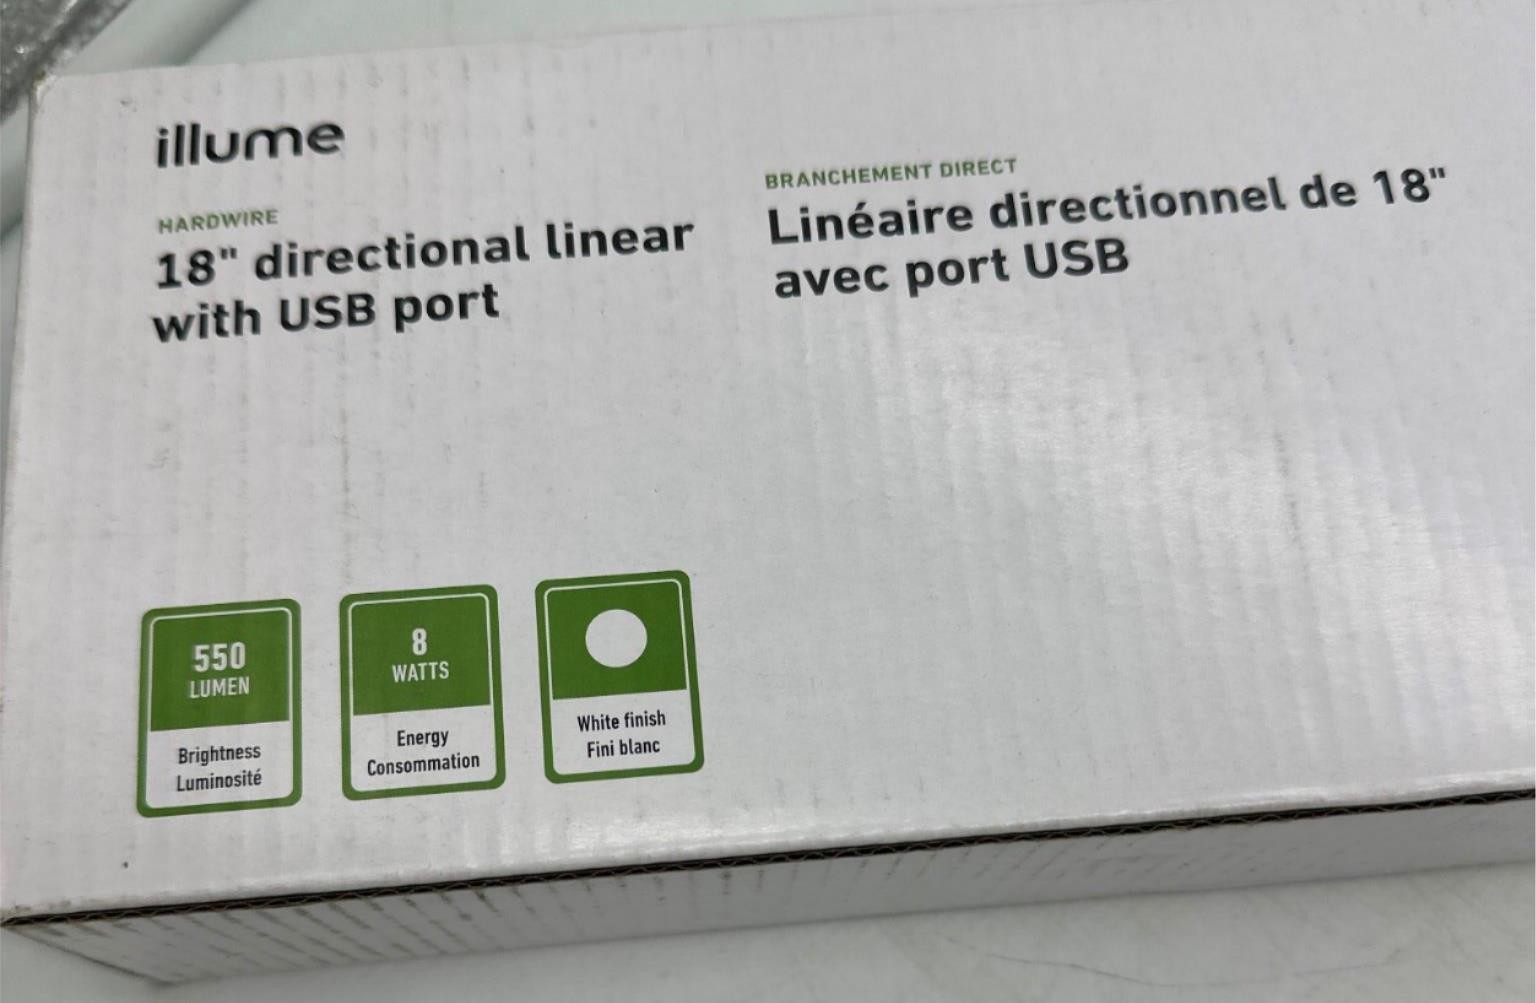 illume
HARDWIRE
18" directional linear
with USB port
BRANCHEMENT DIRECT
Linéaire directionnel de 18"
avec port USB
550
LUMEN
Brightness
Luminosité
8
WATTS
Energy
Consommation
White finish
Fini blanc